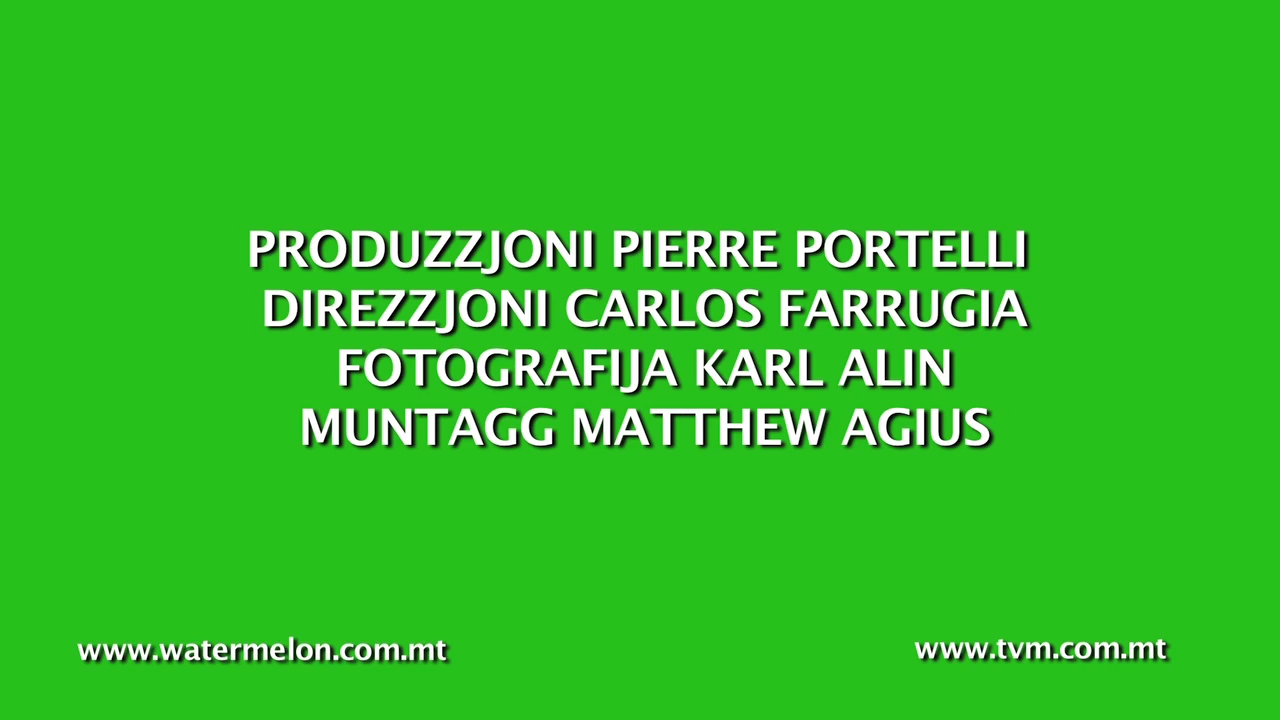 PRODUZZJONI PIERRE PORTELLI
DIREZZJONI CARLOS FARRUGIA
FOTOGRAFIJA KARL ALIN
MUNTAGG MATTHEW AGIUS
www.watermelon.com.mt
www.tvm.com.mt